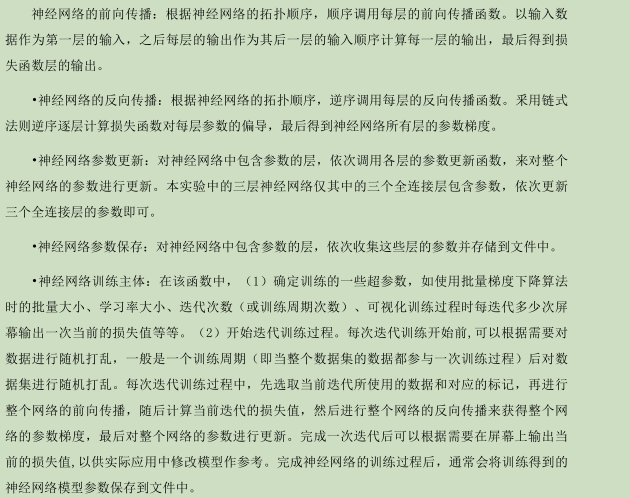 神经网络的前向传播：根据神经网络的拓扑顺序，顺序调用每层的前向传播函数。以输入数
据作为第一层的输入，之后每层的输出作为其后一层的输入顺序计算每一层的输出，最后得到损
失函数层的输出。
•神经网络的反向传播：根据神经网络的拓扑顺序，逆序调用每层的反向传播函数。采用链式
法则逆序逐层计算损失函数对每层参数的偏导，最后得到神经网络所有层的参数梯度。
•神经网络参数更新：对神经网络中包含参数的层，依次调用各层的参数更新函数，来对整个
神经网络的参数进行更新。本实验中的三层神经网络仅其中的三个全连接层包含参数，依次更新
三个全连接层的参数即可。
•神经网络参数保存：对神经网络中包含参数的层，依次收集这些层的参数并存储到文件中。
•神经网络训练主体：在该函数中，（1）确定训练的一些超参数，如使用批量梯度下降算法
时的批量大小、学习率大小、迭代次数（或训练周期次数）、可视化训练过程时每迭代多少次屏
幕输出一次当前的损失值等等。（2）开始迭代训练过程。每次迭代训练开始前,可以根据需要对
数据进行随机打乱，一般是一个训练周期（即当整个数据集的数据都参与一次训练过程）后对数
据集进行随机打乱。每次迭代训练过程中，先选取当前迭代所使用的数据和对应的标记，再进行
整个网络的前向传播，随后计算当前迭代的损失值，然后进行整个网络的反向传播来获得整个网
络的参数梯度，最后对整个网络的参数进行更新。完成一次迭代后可以根据需要在屏幕上输出当
前的损失值,以供实际应用中修改模型作参考。完成神经网络的训练过程后，通常会将训练得到的
神经网络模型参数保存到文件中。